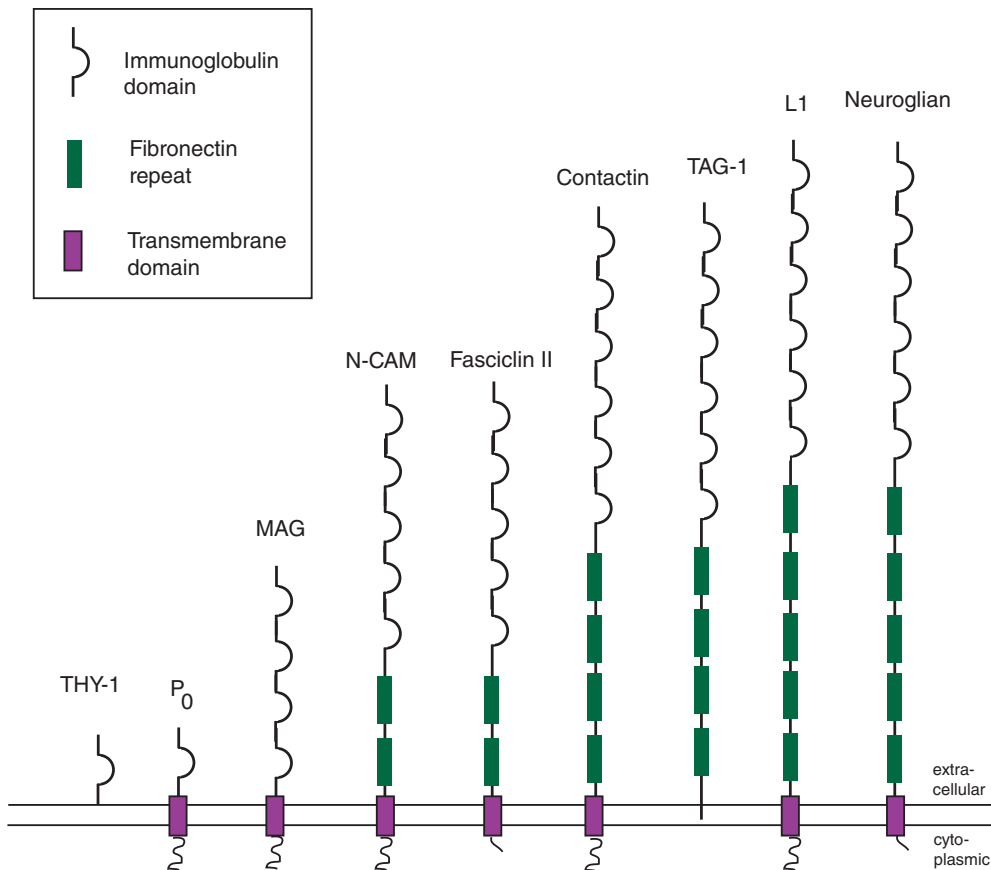 Immunoglobulin
domain
Fibronectin
repeat
Transmembrane
domain
THY-1
P0
MAG
N-CAM
Fasciclin II
Contactin
TAG-1
L1
Neuroglian
extra-
cellular
cyto-
plasmic